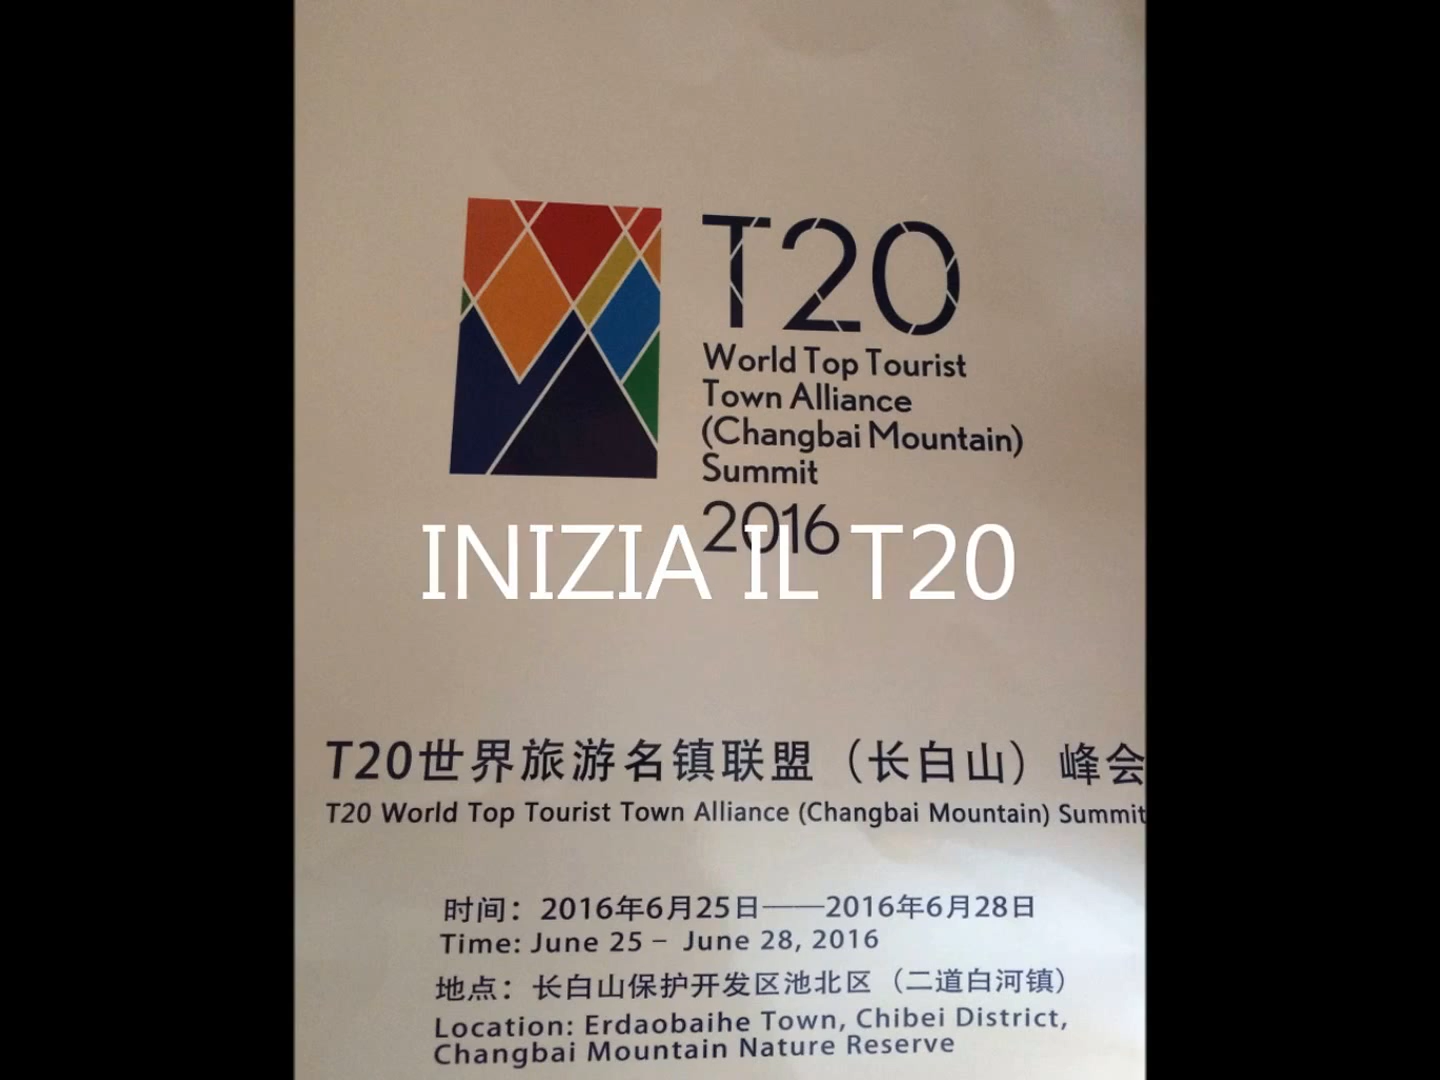 T20
World Top Tourist
Town Alliance
(Changbai Mountain)
Summit
2016
INIZIA IL T20
T20世界旅游名镇联盟（长白山）峰会
T20 World Top Tourist Town Alliance (Changbai Mountain) Summit
时间：2016年6月25日——2016年6月28日
Time: June 25 – June 28, 2016
地点：长白山保护开发区池北区（二道白河镇）
Location: Erdaobaihe Town, Chibei District,
Changbai Mountain Nature Reserve